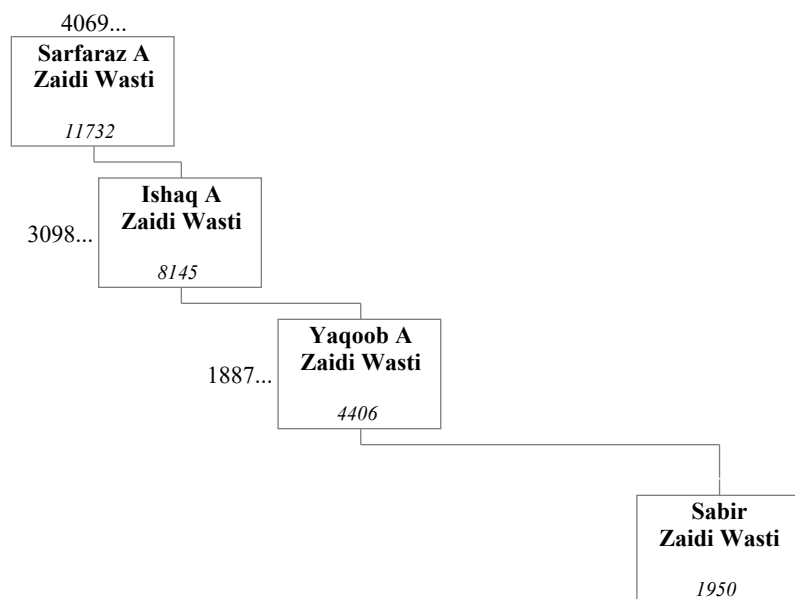 4069...
Sarfaraz A
Zaidi Wasti
11732
Ishaq A
Zaidi Wasti
3098...
8145
Yaqoob A
Zaidi Wasti
1887...
4406
Sabir
Zaidi Wasti
1950